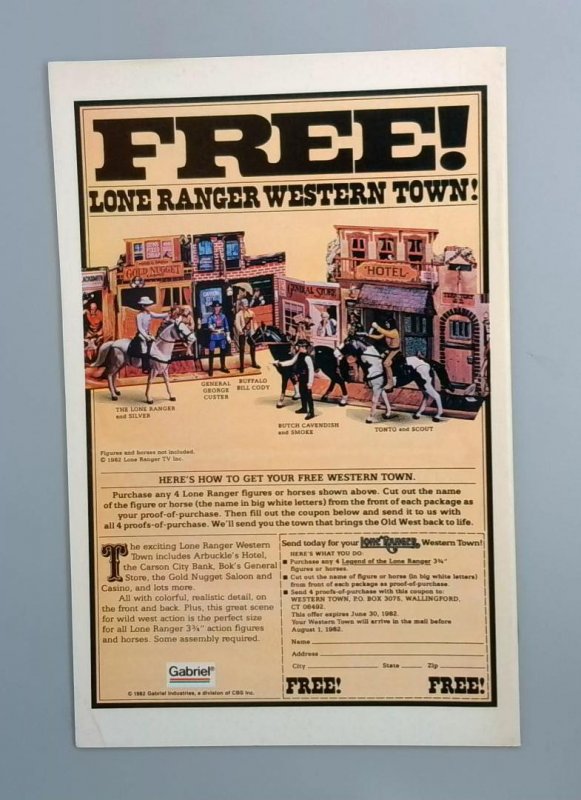 FREE!
LONE RANGER WESTERN TOWN!
GOLD NUGGET
HOTEL
GENERAL STORE
GENERAL
GEORGE
CUSTER
BUFFALO
BILL CODY
THE LONE RANGER
and SILVER
BUTCH CAVENDISH
and SMOKE
TONTO and SCOUT
Figures and horses not included.
© 1982 Lone Ranger TV Inc.
HERE'S HOW TO GET YOUR FREE WESTERN TOWN.
Purchase any 4 Lone Ranger figures or horses shown above. Cut out the name
of the figure or horse (the name in big white letters) from the front of each package as
your proof-of-purchase. Then fill out the coupon below and send it to us with
all 4 proofs-of-purchase. We'll send you the town that brings the Old West back to life.
The exciting Lone Ranger Western
Town includes Arbuckle's Hotel,
the Carson City Bank, Bok's General
Store, the Gold Nugget Saloon and
Casino, and lots more.
All with colorful, realistic detail, on
the front and back. Plus, this great scene
for wild west action is the perfect size
for all Lone Ranger 3¾" action figures
and horses. Some assembly required.
Gabriel®
© 1982 Gabriel Industries, a division of CBS Inc.
Send today for your LONE RANGER Western Town!
HERE'S WHAT YOU DO:
■ Purchase any 4 Legend of the Lone Ranger 3¾"
figures or horses.
■ Cut out the name of figure or horse (in big white letters)
from front of each package as proof-of-purchase.
■ Send 4 proofs-of-purchase with this coupon to:
WESTERN TOWN, P.O. BOX 3075, WALLINGFORD,
CT 06492.
This offer expires June 30, 1982.
Your Western Town will arrive in the mail before
August 1, 1982.
Name
Address
City State Zip
FREE! FREE!